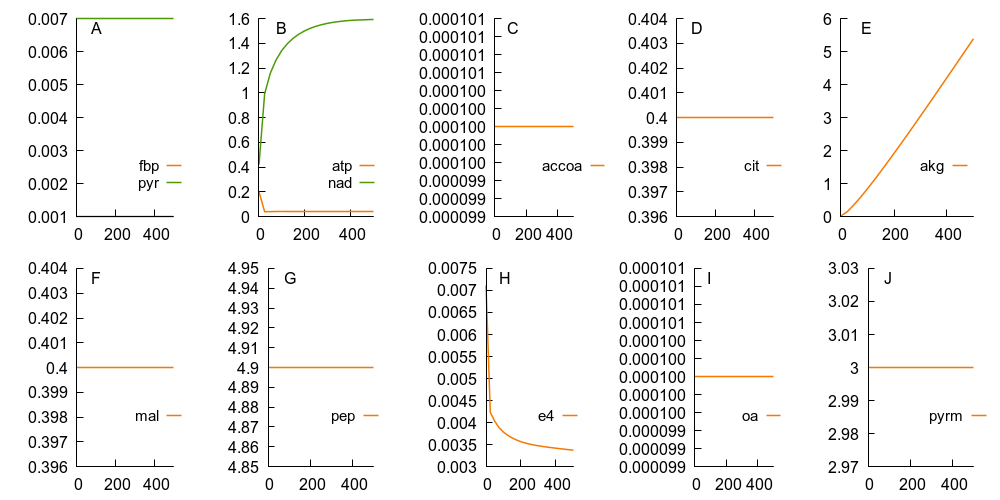 A
0.007
0.006
0.005
0.004
0.003
0.002
0.001
fbp
pyr
0 200 400
B
1.6
1.4
1.2
1
0.8
0.6
0.4
0.2
0
atp
nad
0 200 400
C
0.000101
0.000101
0.000101
0.000101
0.000100
0.000100
0.000100
0.000100
0.000100
0.000099
0.000099
0.000099
accoa
0 200 400
D
0.404
0.403
0.402
0.401
0.4
0.399
0.398
0.397
0.396
cit
0 200 400
E
6
5
4
3
2
1
0
akg
0 200 400
F
0.404
0.403
0.402
0.401
0.4
0.399
0.398
0.397
0.396
mal
0 200 400
G
4.95
4.94
4.93
4.92
4.91
4.9
4.89
4.88
4.87
4.86
4.85
pep
0 200 400
H
0.0075
0.007
0.0065
0.006
0.0055
0.005
0.0045
0.004
0.0035
0.003
e4
0 200 400
I
0.000101
0.000101
0.000101
0.000101
0.000100
0.000100
0.000100
0.000100
0.000100
0.000099
0.000099
0.000099
oa
0 200 400
J
3.03
3.02
3.01
3
2.99
2.98
2.97
pyrm
0 200 400